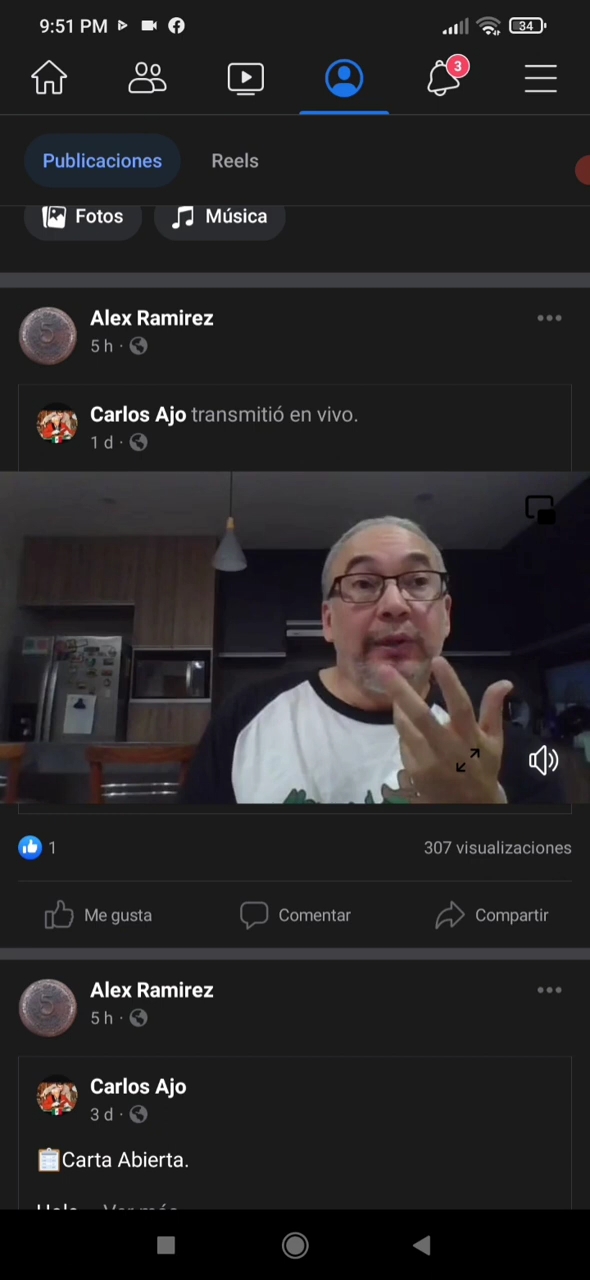 9:51 PM
34
3
Publicaciones
Reels
Fotos
Música
Alex Ramirez
5 h ·
Carlos Ajo transmitió en vivo.
1 d ·
1
307 visualizaciones
Me gusta
Comentar
Compartir
Alex Ramirez
5 h ·
Carlos Ajo
3 d ·
Carta Abierta.